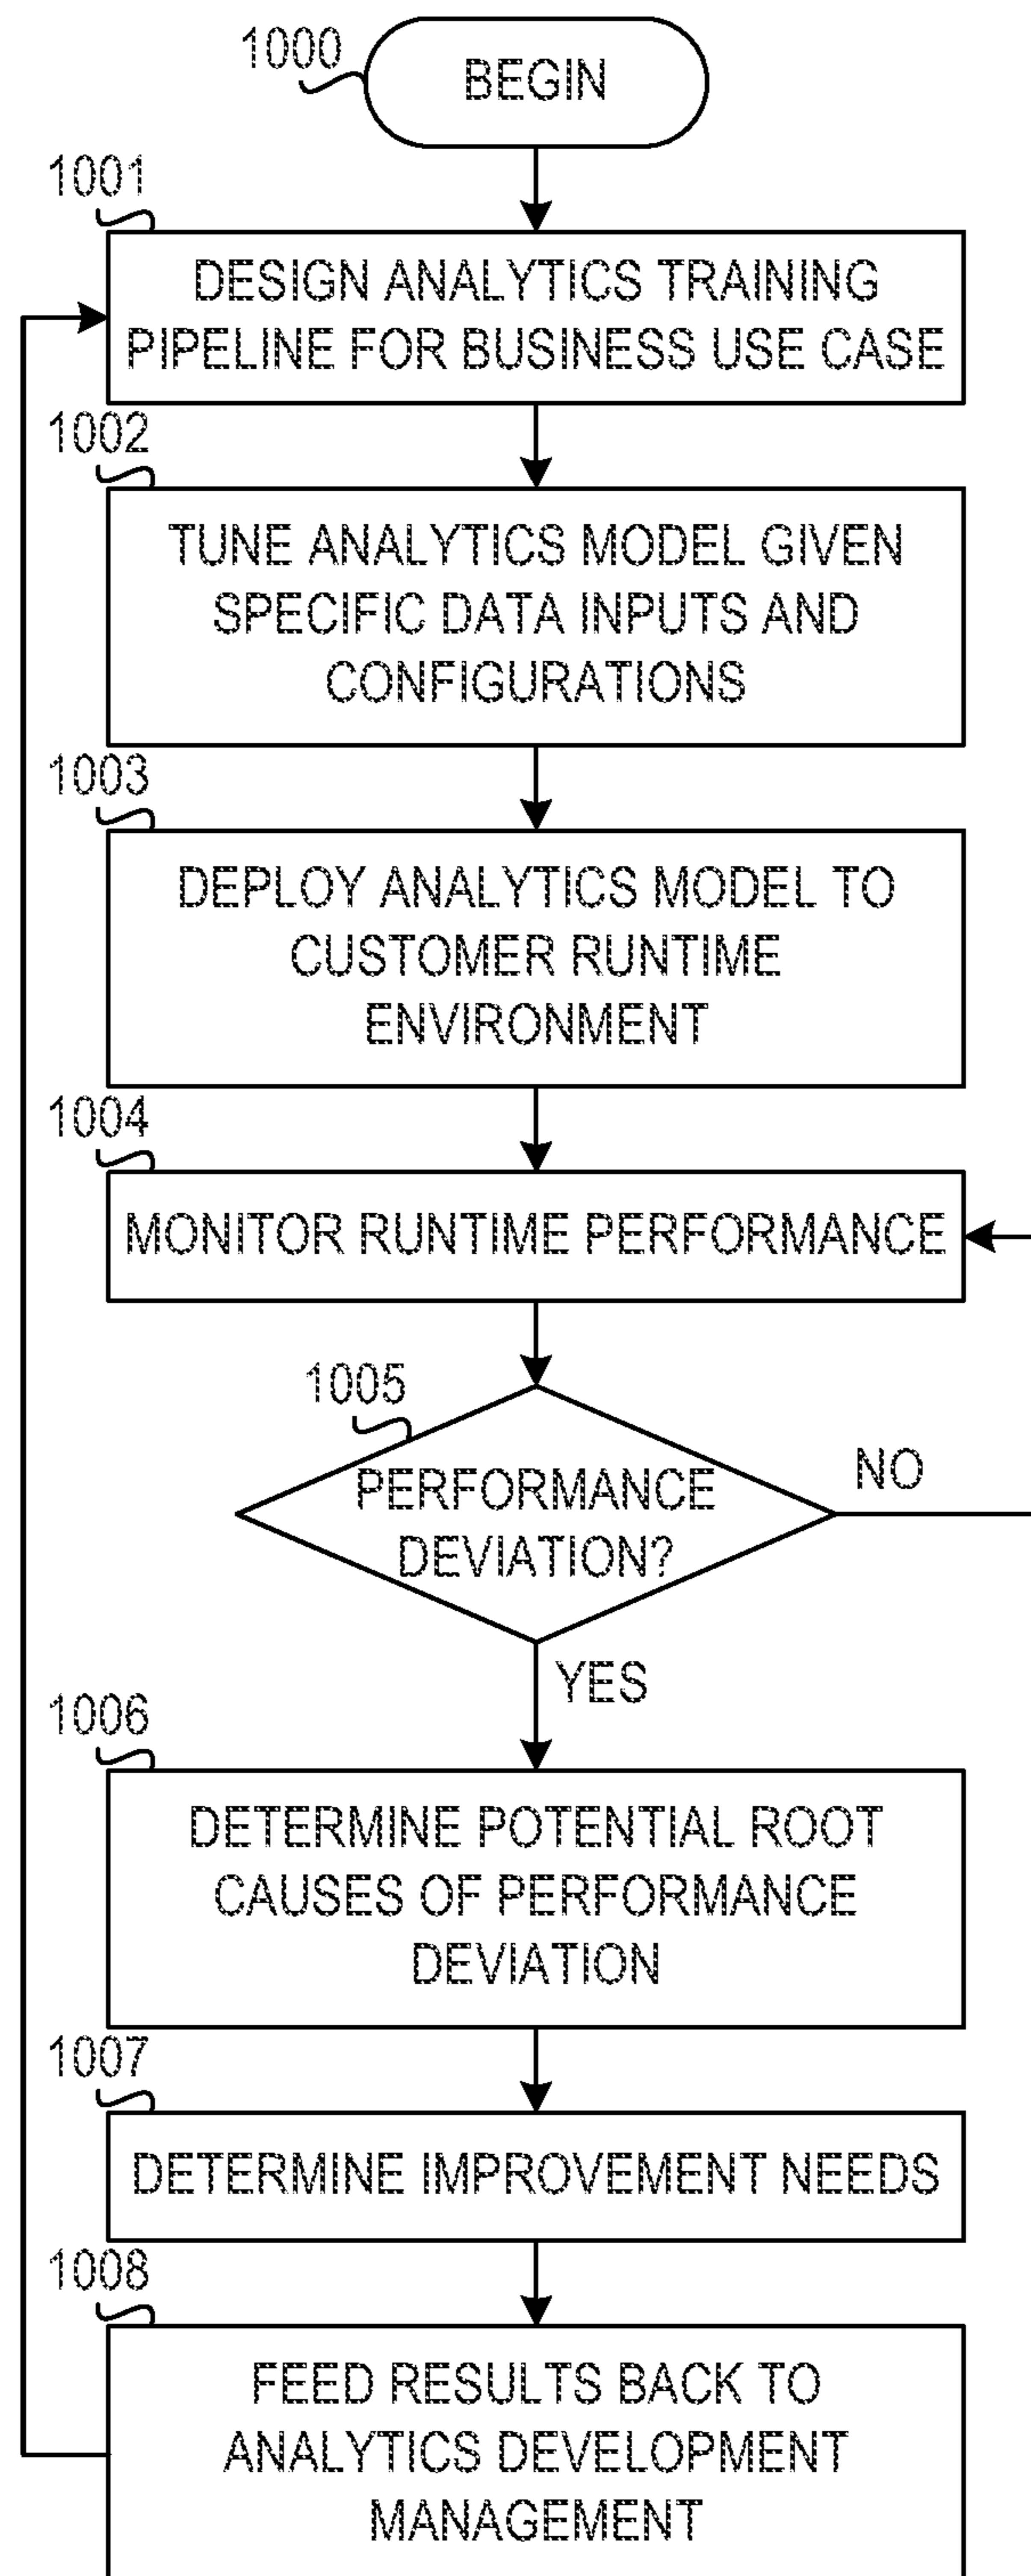 1000
BEGIN
1001
DESIGN ANALYTICS TRAINING
PIPELINE FOR BUSINESS USE CASE
1002
TUNE ANALYTICS MODEL GIVEN
SPECIFIC DATA INPUTS AND
CONFIGURATIONS
1003
DEPLOY ANALYTICS MODEL TO
CUSTOMER RUNTIME
ENVIRONMENT
1004
MONITOR RUNTIME PERFORMANCE
1005
PERFORMANCE
DEVIATION?
NO
YES
1006
DETERMINE POTENTIAL ROOT
CAUSES OF PERFORMANCE
DEVIATION
1007
DETERMINE IMPROVEMENT NEEDS
1008
FEED RESULTS BACK TO
ANALYTICS DEVELOPMENT
MANAGEMENT